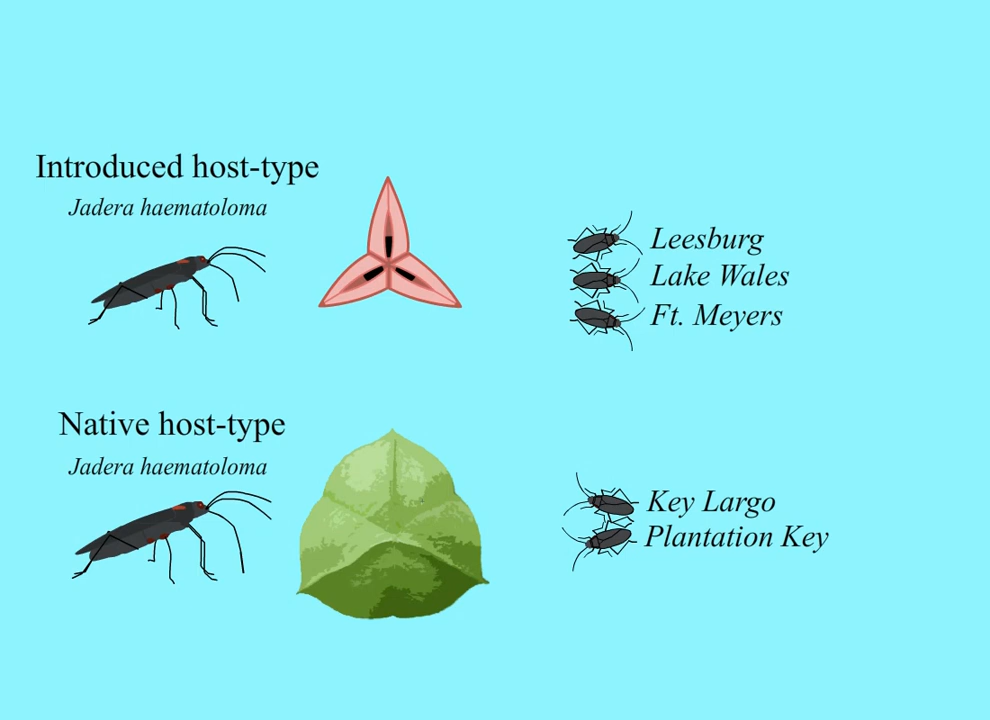 Introduced host-type
Jadera haematoloma
Leesburg
Lake Wales
Ft. Meyers
Native host-type
Jadera haematoloma
Key Largo
Plantation Key